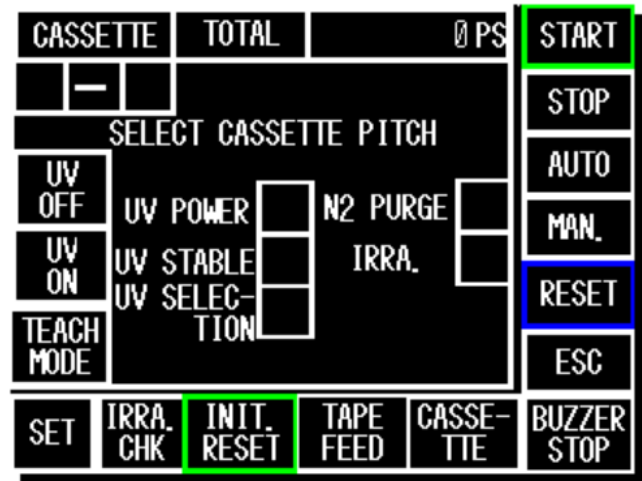 CASSETTE TOTAL 0 PS START
- STOP
SELECT CASSETTE PITCH
UV
OFF
AUTO
UV POWER N2 PURGE
MAN.
UV
ON
UV STABLE IRRA.
UV SELEC-
TION
RESET
TEACH
MODE
ESC
SET
IRRA.
CHK
INIT.
RESET
TAPE
FEED
CASSE-
TTE
BUZZER
STOP